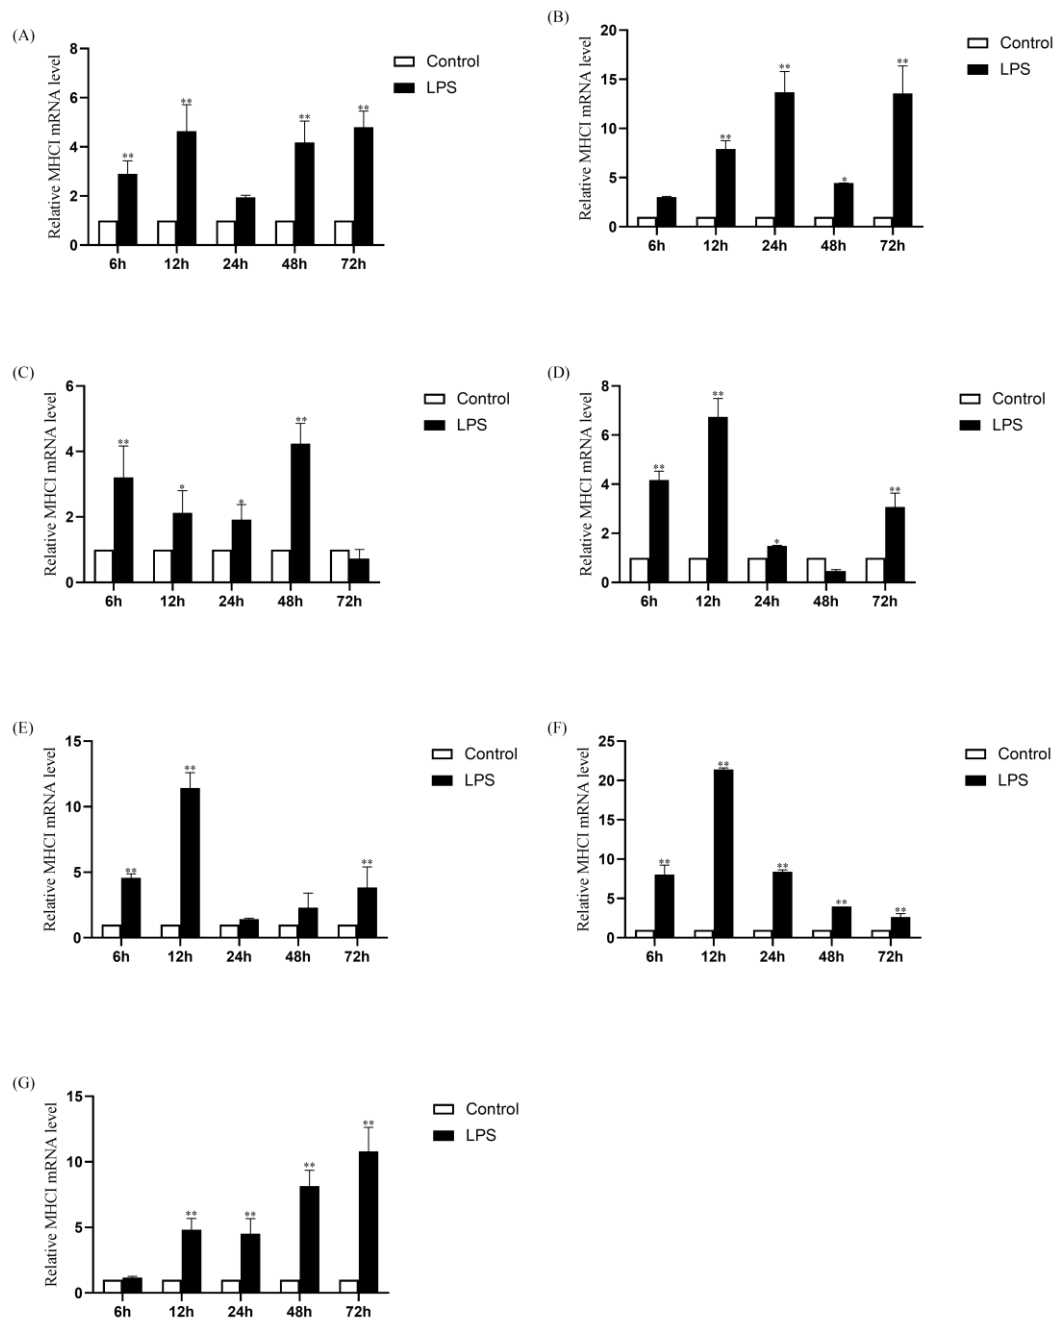 (A)
Relative MHCI mRNA level
8
6
4
2
0
** ** ** **
6h 12h 24h 48h 72h
Control
LPS
(B)
Relative MHCI mRNA level
20
15
10
5
0
** ** * **
6h 12h 24h 48h 72h
Control
LPS
(C)
Relative MHCI mRNA level
6
4
2
0
** * * **
6h 12h 24h 48h 72h
Control
LPS
(D)
Relative MHCI mRNA level
8
6
4
2
0
** ** * **
6h 12h 24h 48h 72h
Control
LPS
(E)
Relative MHCI mRNA level
15
10
5
0
** ** **
6h 12h 24h 48h 72h
Control
LPS
(F)
Relative MHCI mRNA level
25
20
15
10
5
0
** ** ** ** **
6h 12h 24h 48h 72h
Control
LPS
(G)
Relative MHCI mRNA level
15
10
5
0
** ** ** **
6h 12h 24h 48h 72h
Control
LPS